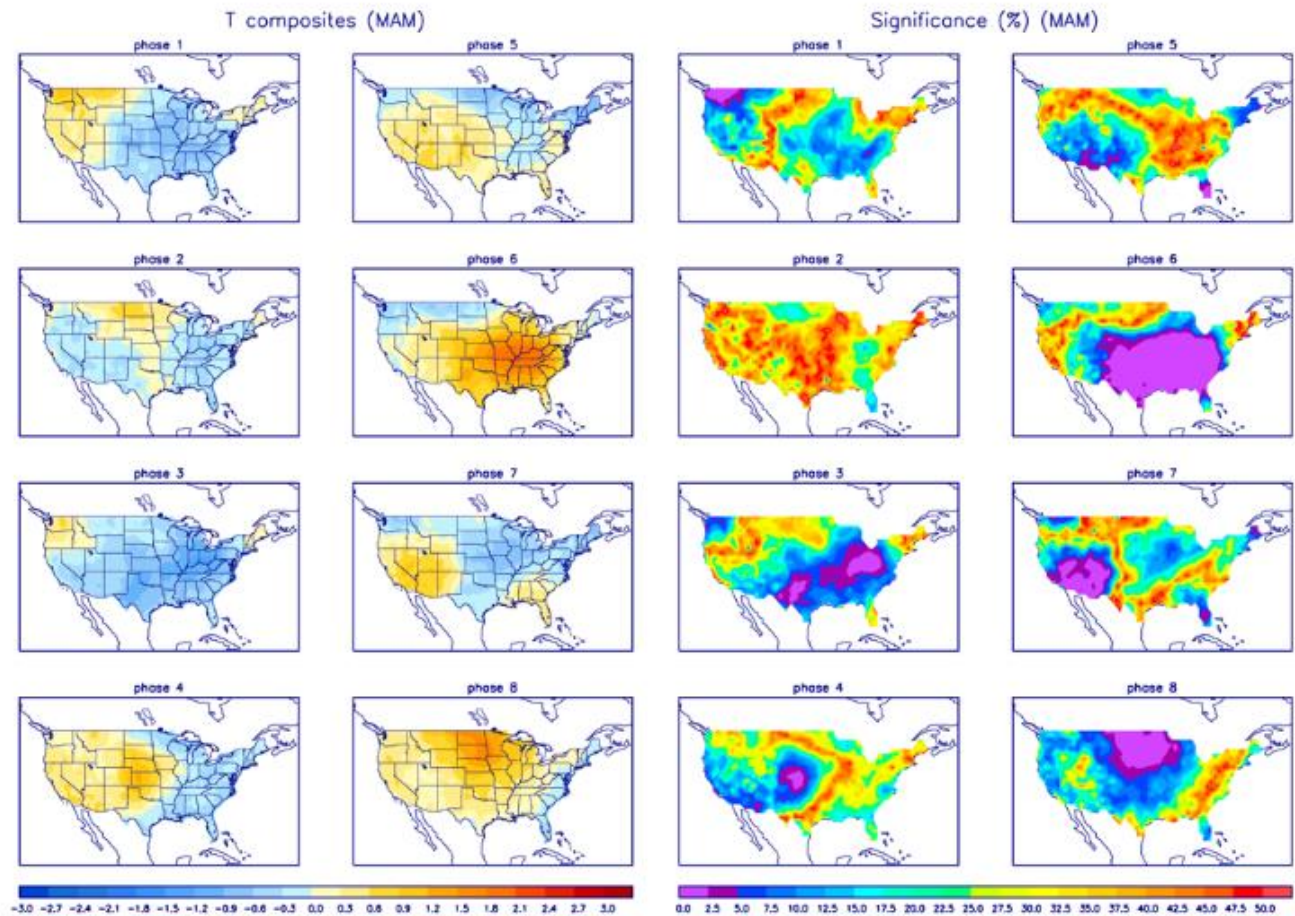 T composites (MAM) Significance (%) (MAM)
phase 1 phase 5 phase 1 phase 5
phase 2 phase 6 phase 2 phase 6
phase 3 phase 7 phase 3 phase 7
phase 4 phase 8 phase 4 phase 8
-3.0 -2.7 -2.4 -2.1 -1.8 -1.5 -1.2 -0.9 -0.6 -0.3 0.0 0.3 0.6 0.9 1.2 1.5 1.8 2.1 2.4 2.7 3.0 0.0 2.5 5.0 7.5 10.0 12.5 15.0 17.5 20.0 22.5 25.0 27.5 30.0 32.5 35.0 37.5 40.0 42.5 45.0 47.5 50.0